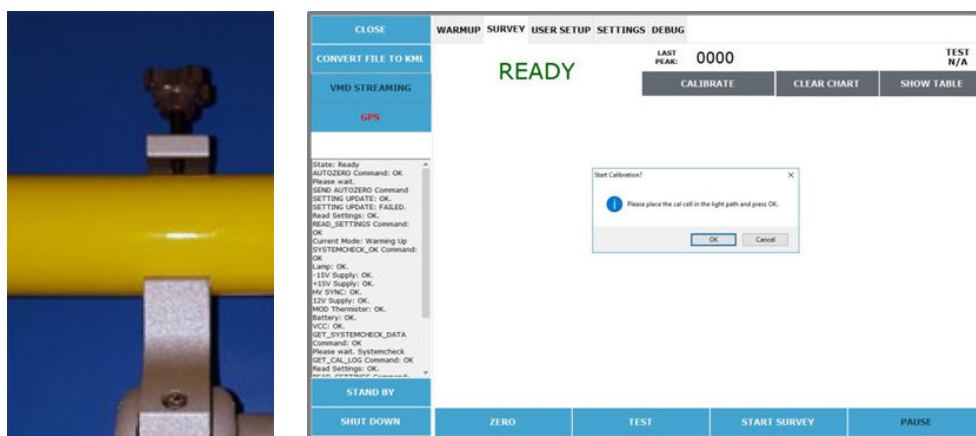 CLOSE
WARMUP SURVEY USER SETUP SETTINGS DEBUG
CONVERT FILE TO KML
READY
LAST
PEAK: 0000
TEST
N/A
VMD STREAMING
CALIBRATE
CLEAR CHART
SHOW TABLE
GPS
State: Ready
AUTOZERO Command: OK
Please wait.
SEND AUTOZERO Command
SETTING UPDATE: OK.
SETTING UPDATE: FAILED.
Read Settings: OK.
READ_SETTINGS Command:
OK
Current Mode: Warming Up
SYSTEMCHECK_OK Command:
OK
Lamp: OK.
-15V Supply: OK.
+15V Supply: OK.
HV SYNC: OK.
12V Supply: OK.
MOD Thermister: OK.
Battery: OK.
VCC: OK.
GET_SYSTEMCHECK_DATA
Command: OK
Please wait. Systemcheck
GET_CAL_LOG Command: OK
Read Settings: OK.
Start Calibration?
Please place the cal-cell in the light path and press OK.
OK
Cancel
STAND BY
SHUT DOWN
ZERO
TEST
START SURVEY
PAUSE